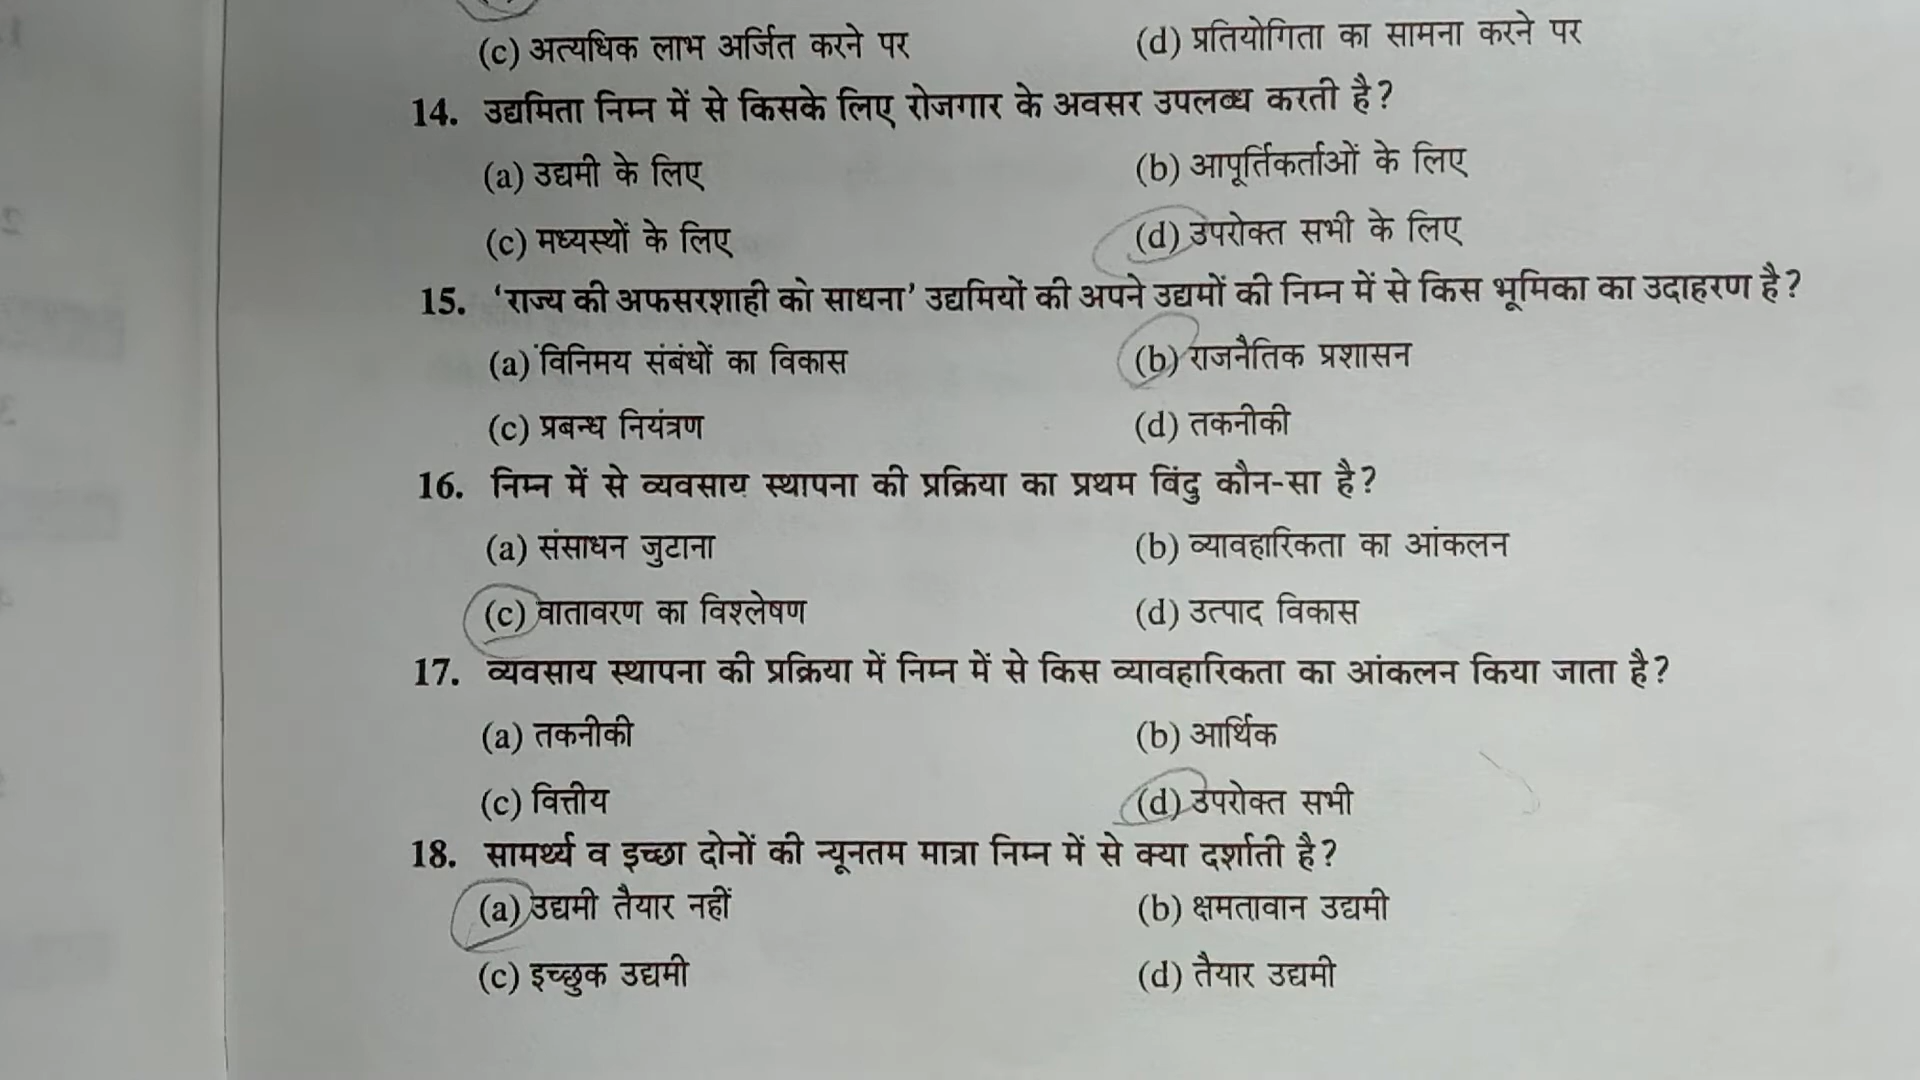 (c) अत्यधिक लाभ अर्जित करने पर (d) प्रतियोगिता का सामना करने पर
14. उद्यमिता निम्न में से किसके लिए रोजगार के अवसर उपलब्ध करती है?
(a) उद्यमी के लिए (b) आपूर्तिकर्ताओं के लिए
(c) मध्यस्थों के लिए (d) उपरोक्त सभी के लिए
15. ‘राज्य की अफसरशाही को साधना’ उद्यमियों की अपने उद्यमों की निम्न में से किस भूमिका का उदाहरण है?
(a) विनिमय संबंधों का विकास (b) राजनैतिक प्रशासन
(c) प्रबन्ध नियंत्रण (d) तकनीकी
16. निम्न में से व्यवसाय स्थापना की प्रक्रिया का प्रथम विंदु कौन-सा है?
(a) संसाधन जुटाना (b) व्यावहारिकता का आंकलन
(c) वातावरण का विश्लेषण (d) उत्पाद विकास
17. व्यवसाय स्थापना की प्रक्रिया में निम्न में से किस व्यावहारिकता का आंकलन किया जाता है?
(a) तकनीकी (b) आर्थिक
(c) वित्तीय (d) उपरोक्त सभी
18. सामर्थ्य व इच्छा दोनों की न्यूनतम मात्रा निम्न में से क्या दर्शाती है?
(a) उद्यमी तैयार नहीं (b) क्षमतावान उद्यमी
(c) इच्छुक उद्यमी (d) तैयार उद्यमी